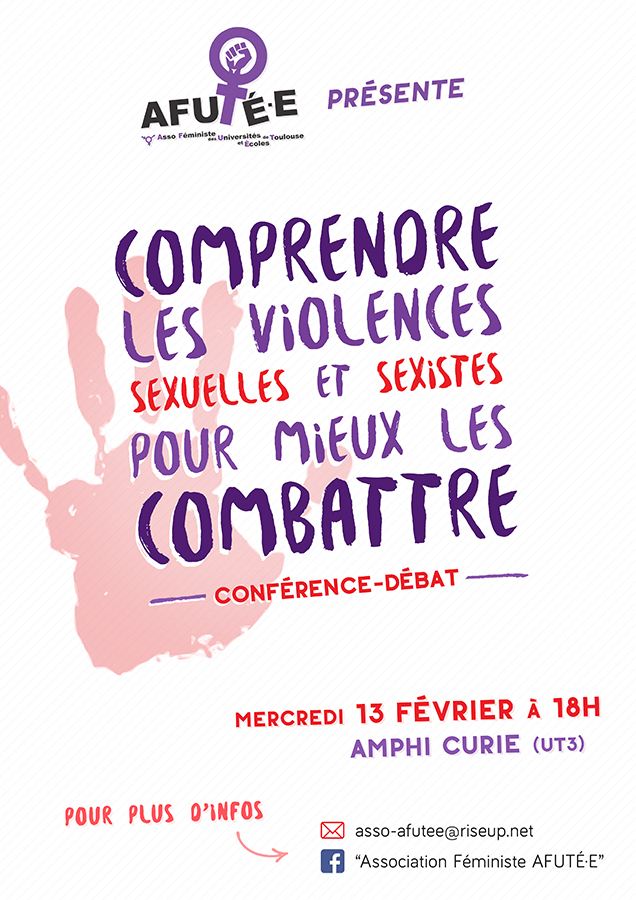 AFUTÉ·E
Asso Féministe des Universités de Toulouse
et Écoles
PRÉSENTE
COMPRENDRE
LES VIOLENCES
SEXUELLES ET SEXISTES
POUR MIEUX LES
COMBATTRE
CONFÉRENCE-DÉBAT
MERCREDI 13 FÉVRIER À 18H
AMPHI CURIE (UT3)
POUR PLUS D'INFOS
asso-afutee@riseup.net
"Association Féministe AFUTÉ·E"